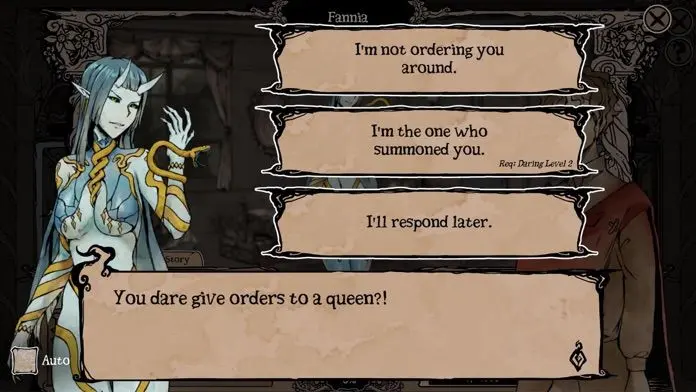 Fannia
I'm not ordering you
around.
I'm the one who
summoned you.
Req: Daring Level 2
I'll respond later.
Story
You dare give orders to a queen?!
Auto